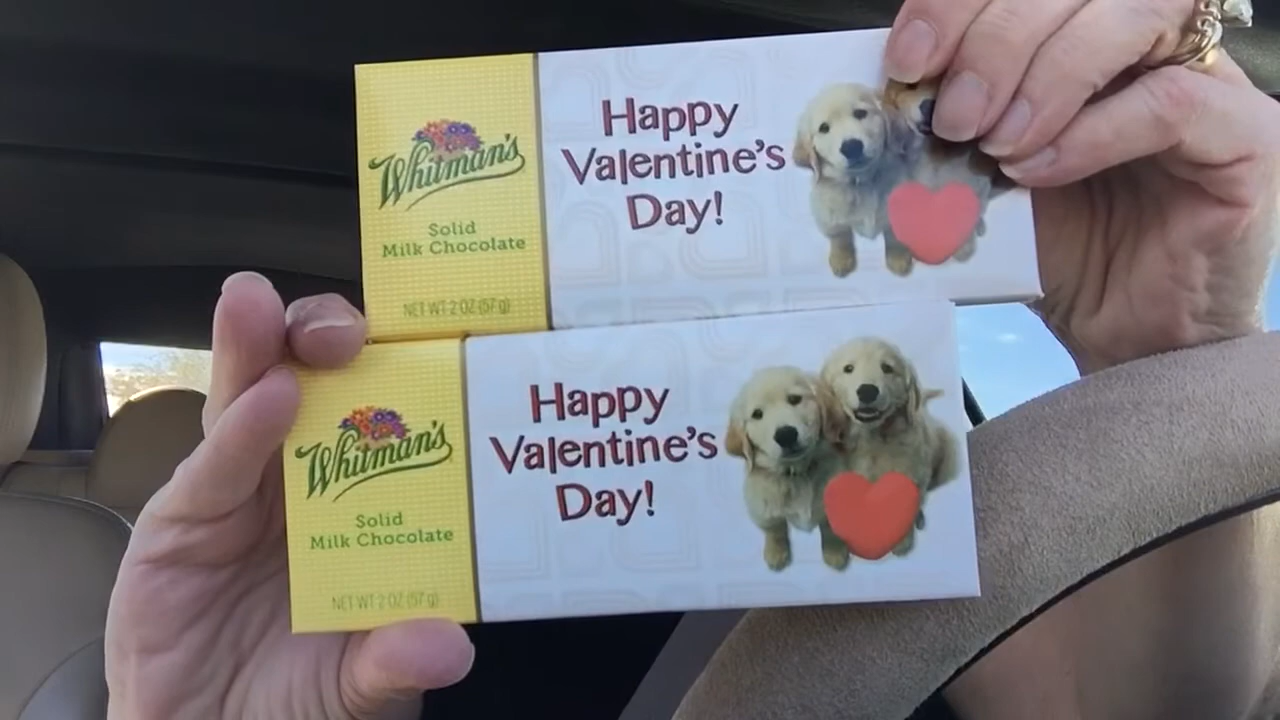 Whitman's
Solid
Milk Chocolate
NET WT 2 OZ (57 g)
Happy
Valentine's
Day!
Whitman's
Solid
Milk Chocolate
NET WT 2 OZ (57 g)
Happy
Valentine's
Day!